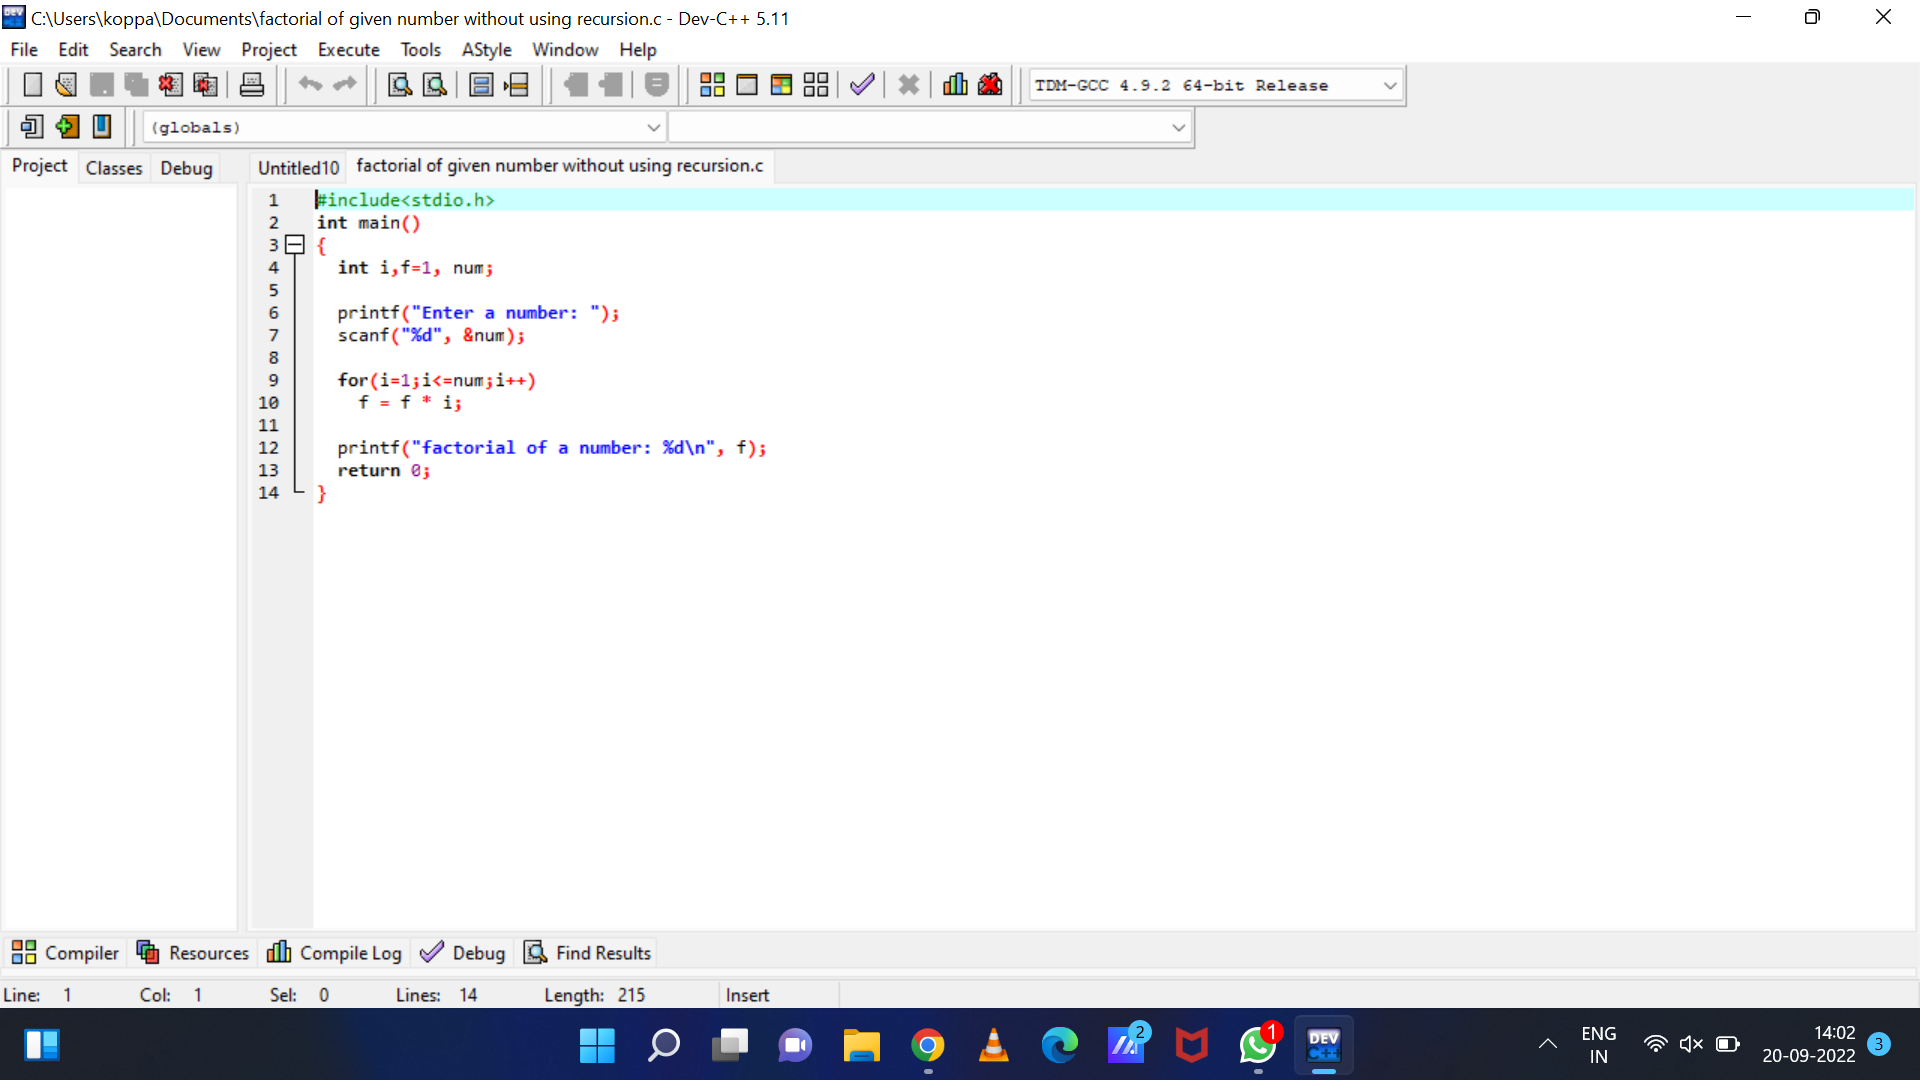 C:\Users\koppa\Documents\factorial of given number without using recursion.c - Dev-C++ 5.11
File Edit Search View Project Execute Tools AStyle Window Help
TDM-GCC 4.9.2 64-bit Release
(globals)
Project Classes Debug Untitled10 factorial of given number without using recursion.c
1 #include<stdio.h>
2 int main()
3 {
4 int i,f=1, num;
5
6 printf("Enter a number: ");
7 scanf("%d", &num);
8
9 for(i=1;i<=num;i++)
10 f = f * i;
11
12 printf("factorial of a number: %d\n", f);
13 return 0;
14 }
Compiler Resources Compile Log Debug Find Results
Line: 1 Col: 1 Sel: 0 Lines: 14 Length: 215 Insert
2 1 DEV C++ ENG IN 14:02 20-09-2022 3